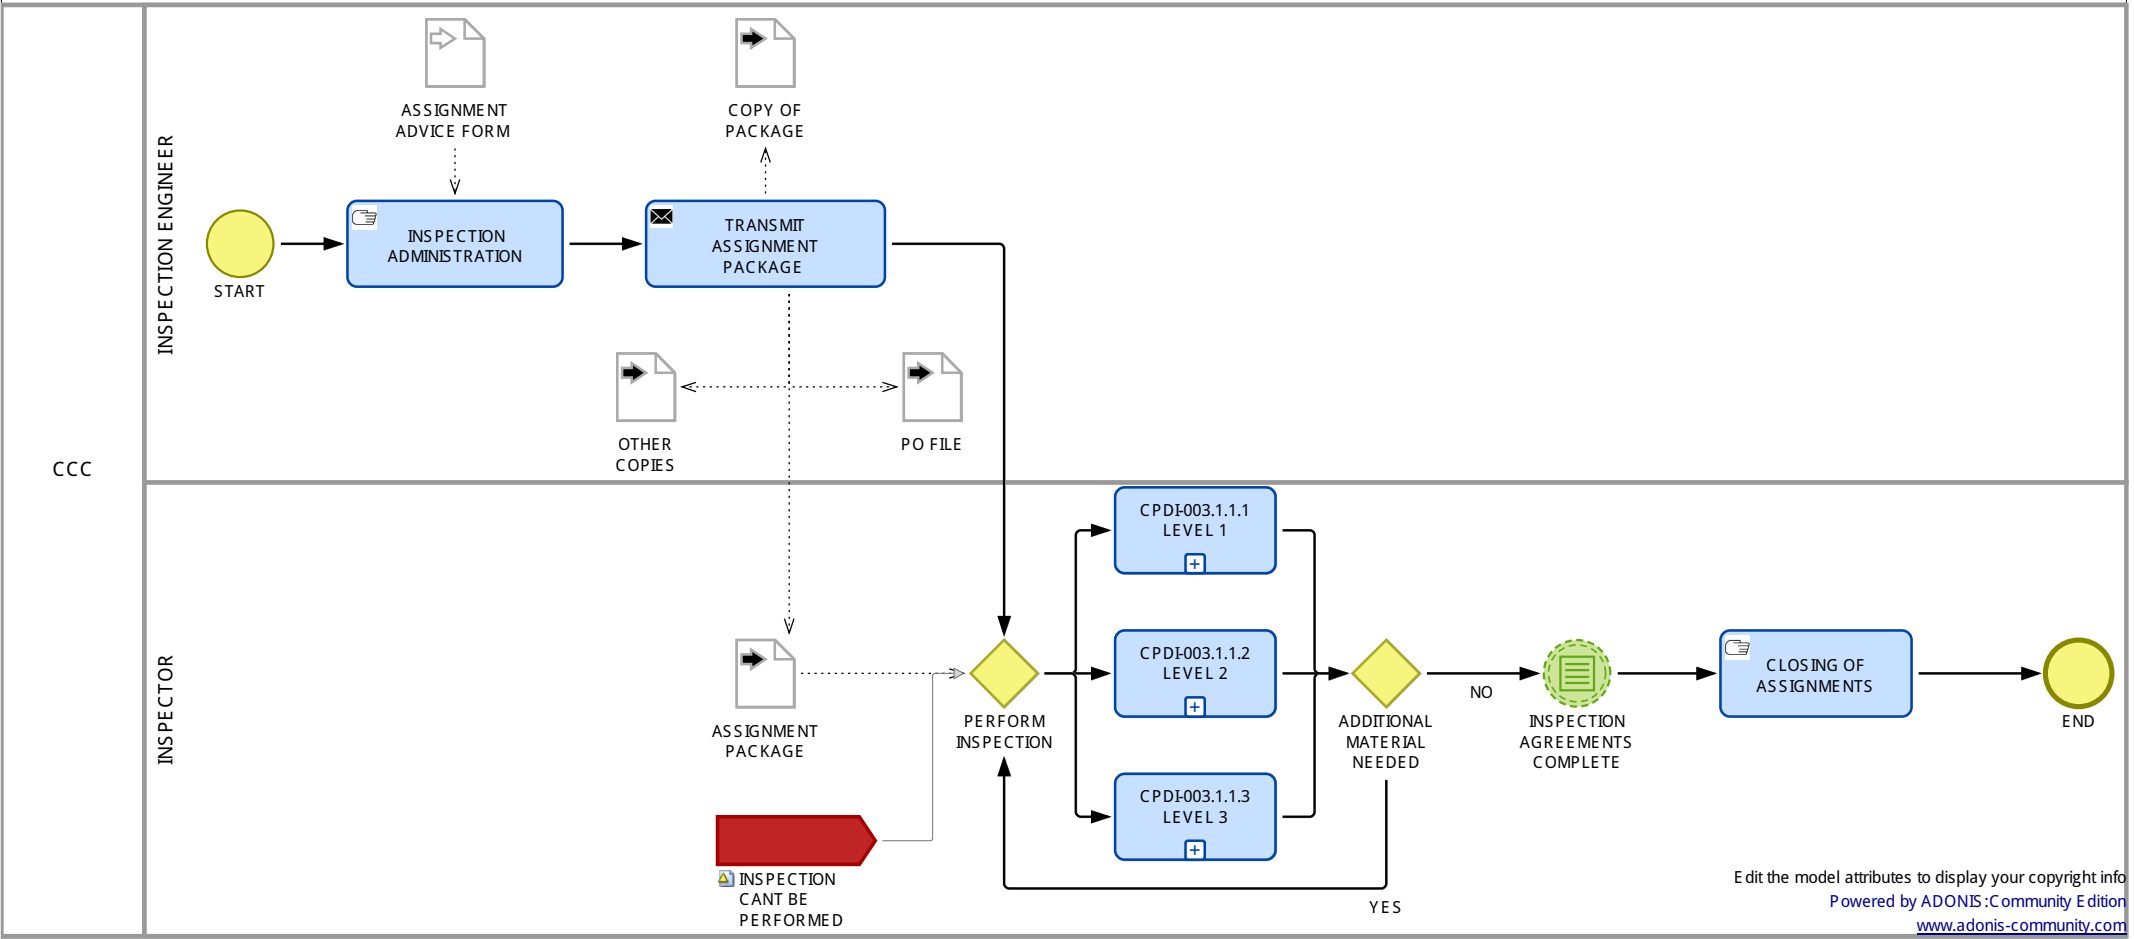 CCC
INSPECTION ENGINEER
ASSIGNMENT
ADVICE FORM
COPY OF
PACKAGE
START
INSPECTION
ADMINISTRATION
TRANSMIT
ASSIGNMENT
PACKAGE
OTHER
COPIES
PO FILE
INSPECTOR
ASSIGNMENT
PACKAGE
INSPECTION
CANT BE
PERFORMED
PERFORM
INSPECTION
CPDI-003.1.1.1
LEVEL 1
CPDI-003.1.1.2
LEVEL 2
CPDI-003.1.1.3
LEVEL 3
ADDITIONAL
MATERIAL
NEEDED
NO
YES
INSPECTION
AGREEMENTS
COMPLETE
CLOSING OF
ASSIGNMENTS
END
Edit the model attributes to display your copyright info
Powered by ADONIS:Community Edition
www.adonis-community.com